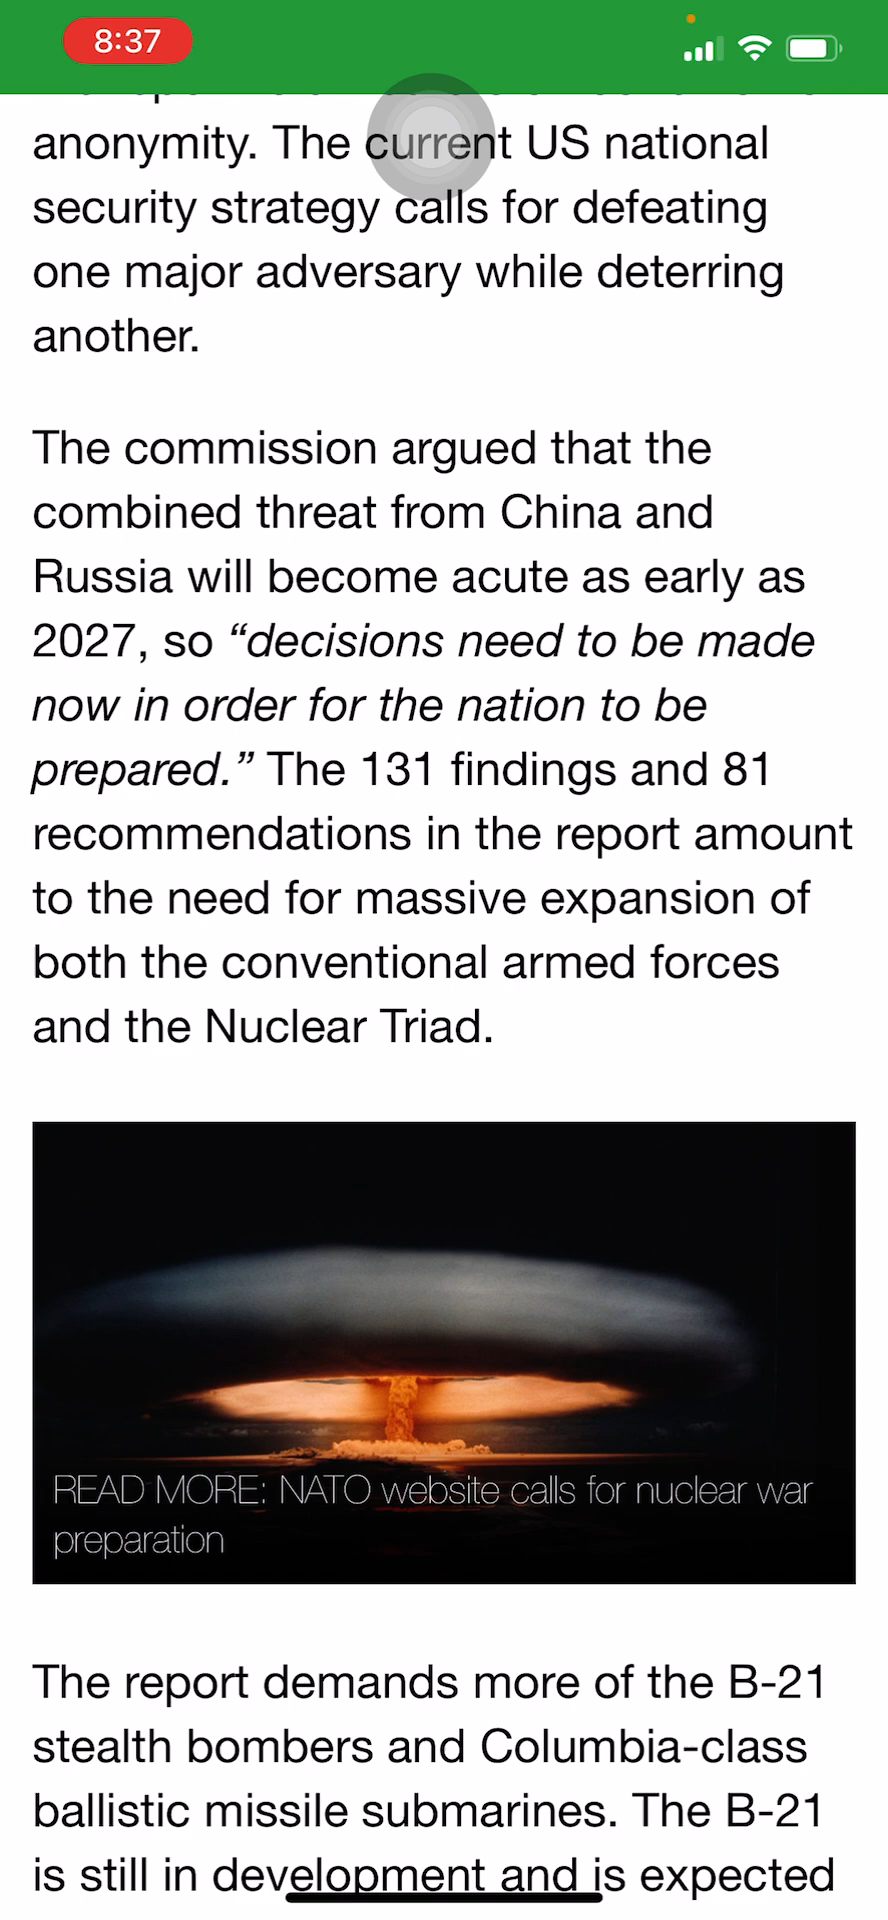 8:37
anonymity. The current US national
security strategy calls for defeating
one major adversary while deterring
another.
The commission argued that the
combined threat from China and
Russia will become acute as early as
2027, so “decisions need to be made
now in order for the nation to be
prepared.” The 131 findings and 81
recommendations in the report amount
to the need for massive expansion of
both the conventional armed forces
and the Nuclear Triad.
READ MORE: NATO website calls for nuclear war
preparation
The report demands more of the B-21
stealth bombers and Columbia-class
ballistic missile submarines. The B-21
is still in development and is expected